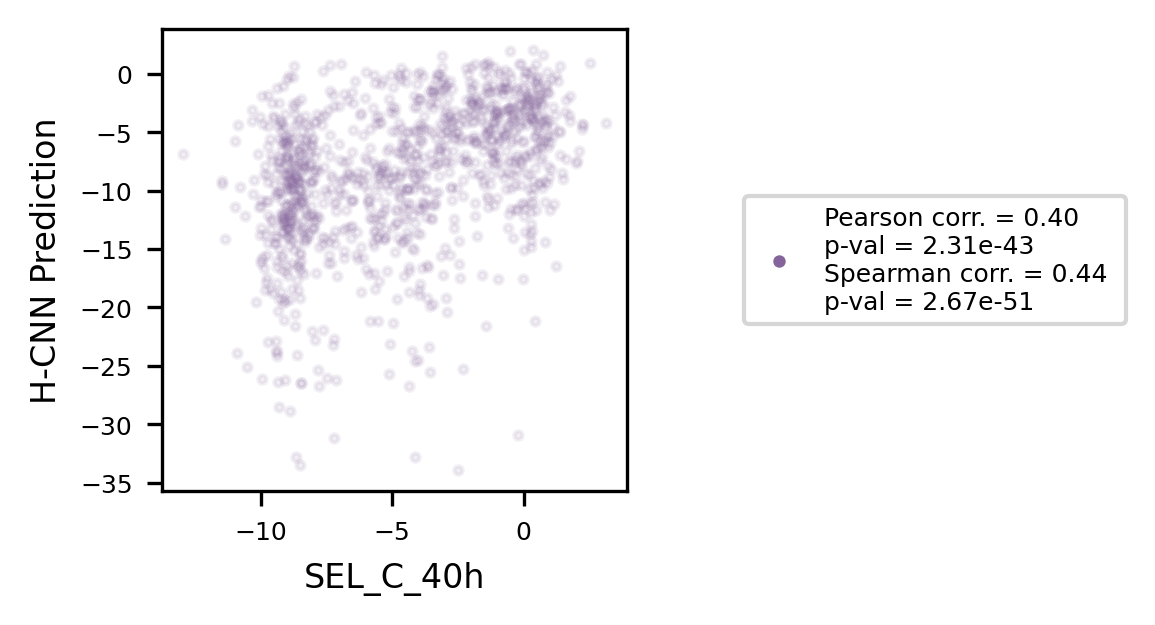 0
−5
−10
−15
−20
−25
−30
−35
H-CNN Prediction
−10
−5
0
SEL_C_40h
Pearson corr. = 0.40
p-val = 2.31e-43
Spearman corr. = 0.44
p-val = 2.67e-51